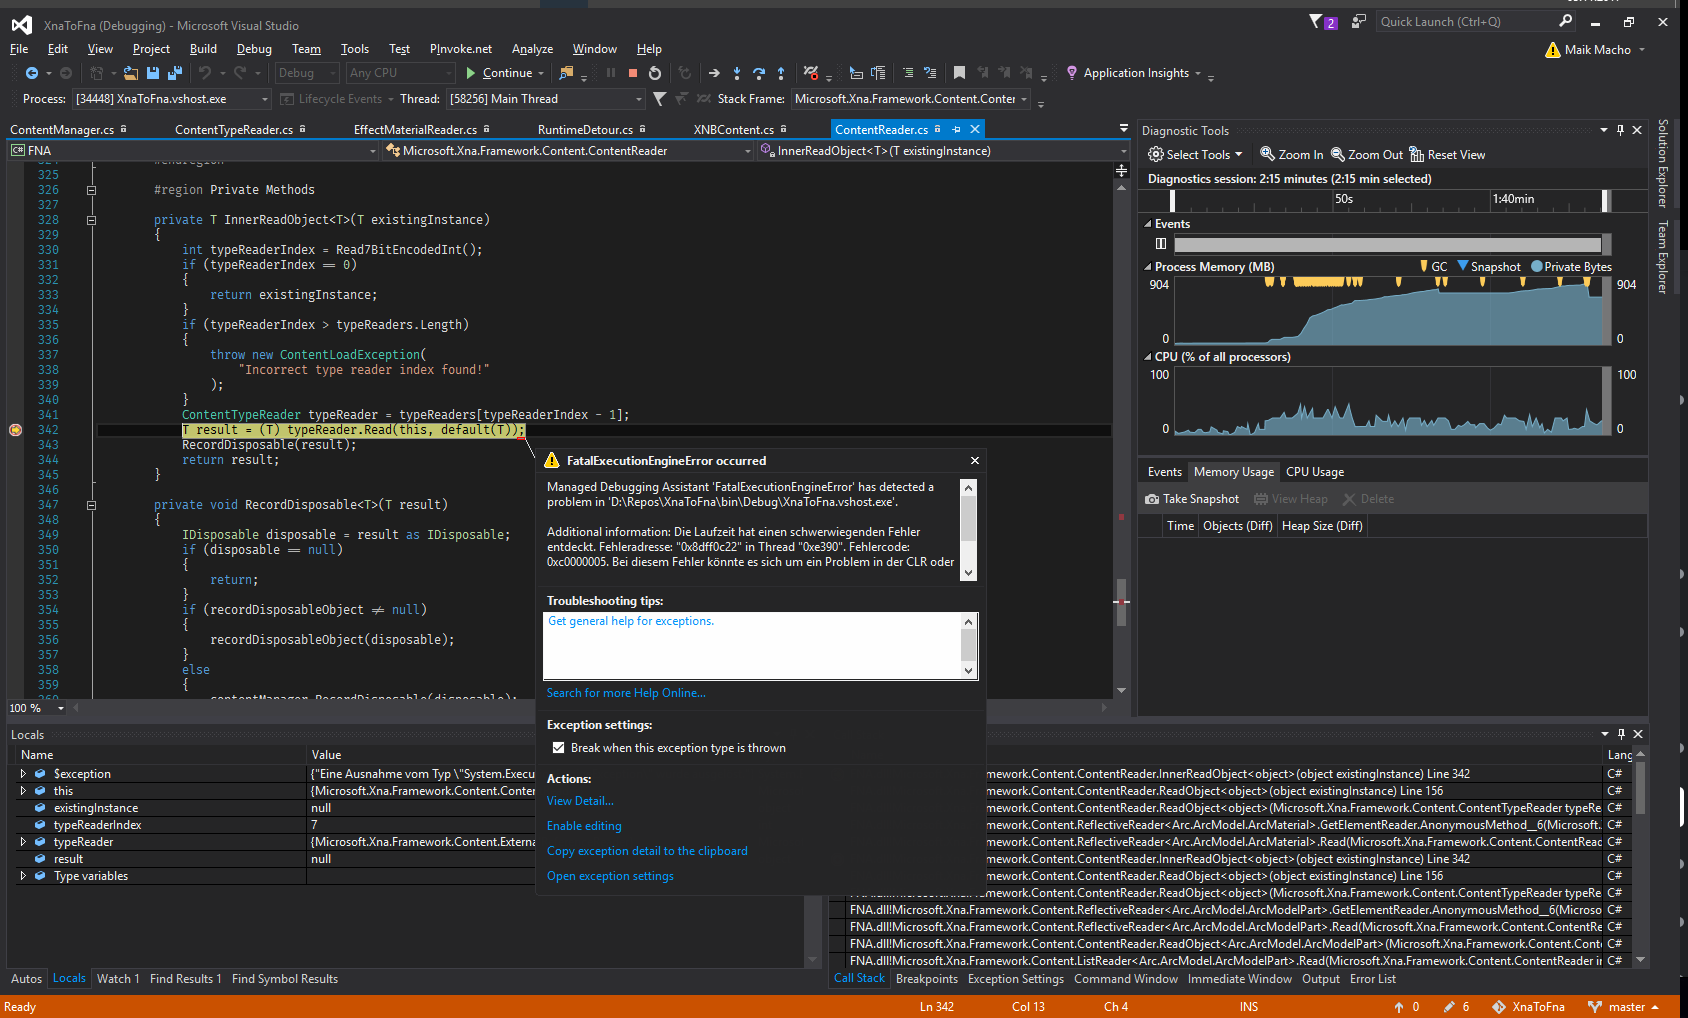 XnaToFna (Debugging) - Microsoft Visual Studio
2
Quick Launch (Ctrl+Q)
File Edit View Project Build Debug Team Tools Test PInvoke.net Analyze Window Help
Maik Macho
Debug Any CPU Continue Application Insights
Process: [34448] XnaToFna.vshost.exe Lifecycle Events Thread: [58256] Main Thread Stack Frame: Microsoft.Xna.Framework.Content.Conter
ContentManager.cs ContentTypeReader.cs EffectMaterialReader.cs RuntimeDetour.cs XNBContent.cs ContentReader.cs
C# FNA Microsoft.Xna.Framework.Content.ContentReader InnerReadObject<T>(T existingInstance)
325
326 #region Private Methods
327
328 private T InnerReadObject<T>(T existingInstance)
329 {
330 int typeReaderIndex = Read7BitEncodedInt();
331 if (typeReaderIndex == 0)
332 {
333 return existingInstance;
334 }
335 if (typeReaderIndex > typeReaders.Length)
336 {
337 throw new ContentLoadException(
338 "Incorrect type reader index found!"
339 );
340 }
341 ContentTypeReader typeReader = typeReaders[typeReaderIndex - 1];
342 T result = (T) typeReader.Read(this, default(T));
343 RecordDisposable(result);
344 return result;
345 }
346
347 private void RecordDisposable<T>(T result)
348 {
349 IDisposable disposable = result as IDisposable;
350 if (disposable == null)
351 {
352 return;
353 }
354 if (recordDisposableObject ≠ null)
355 {
356 recordDisposableObject(disposable);
357 }
358 else
359 {
360 contentManager.RecordDisposable(disposable);
100 %
FatalExecutionEngineError occurred
Managed Debugging Assistant 'FatalExecutionEngineError' has detected a
problem in 'D:\Repos\XnaToFna\bin\Debug\XnaToFna.vshost.exe'.
Additional information: Die Laufzeit hat einen schwerwiegenden Fehler
entdeckt. Fehleradresse: "0x8dff0c22" in Thread "0xe390". Fehlercode:
0xc0000005. Bei diesem Fehler könnte es sich um ein Problem in der CLR oder
Troubleshooting tips:
Get general help for exceptions.
Search for more Help Online...
Exception settings:
Break when this exception type is thrown
Actions:
View Detail...
Enable editing
Copy exception detail to the clipboard
Open exception settings
Diagnostic Tools
Select Tools Zoom In Zoom Out Reset View
Diagnostics session: 2:15 minutes (2:15 min selected)
50s 1:40min
Events
Process Memory (MB) GC Snapshot Private Bytes
904 904
0 0
CPU (% of all processors)
100 100
0 0
Events Memory Usage CPU Usage
Take Snapshot View Heap Delete
Time Objects (Diff) Heap Size (Diff)
Solution Explorer
Team Explorer
Locals
Name Value
$exception {"Eine Ausnahme vom Typ \"System.Execu
this {Microsoft.Xna.Framework.Content.Conter
existingInstance null
typeReaderIndex 7
typeReader {Microsoft.Xna.Framework.Content.Externa
result null
Type variables
Autos Locals Watch 1 Find Results 1 Find Symbol Results
Lang
mework.Content.ContentReader.InnerReadObject<object>(object existingInstance) Line 342 C#
mework.Content.ContentReader.ReadObject<object>(object existingInstance) Line 156 C#
mework.Content.ContentReader.ReadObject<object>(Microsoft.Xna.Framework.Content.ContentTypeReader typeRe C#
mework.Content.ReflectiveReader<Arc.ArcModel.ArcMaterial>.GetElementReader.AnonymousMethod__6(Microsoft. C#
mework.Content.ReflectiveReader<Arc.ArcModel.ArcMaterial>.Read(Microsoft.Xna.Framework.Content.ContentReac C#
mework.Content.ContentReader.InnerReadObject<object>(object existingInstance) Line 342 C#
mework.Content.ContentReader.ReadObject<object>(object existingInstance) Line 156 C#
mework.Content.ContentReader.ReadObject<object>(Microsoft.Xna.Framework.Content.ContentTypeReader typeRe C#
FNA.dll!Microsoft.Xna.Framework.Content.ReflectiveReader<Arc.ArcModel.ArcModelPart>.GetElementReader.AnonymousMethod__6(Microso C#
FNA.dll!Microsoft.Xna.Framework.Content.ReflectiveReader<Arc.ArcModel.ArcModelPart>.Read(Microsoft.Xna.Framework.Content.ContentRe C#
FNA.dll!Microsoft.Xna.Framework.Content.ContentReader.ReadObject<Arc.ArcModel.ArcModelPart>(Microsoft.Xna.Framework.Content.Conte C#
FNA.dll!Microsoft.Xna.Framework.Content.ListReader<Arc.ArcModel.ArcModelPart>.Read(Microsoft.Xna.Framework.Content.ContentReader in C#
Call Stack Breakpoints Exception Settings Command Window Immediate Window Output Error List
Ready Ln 342 Col 13 Ch 4 INS 0 6 XnaToFna master